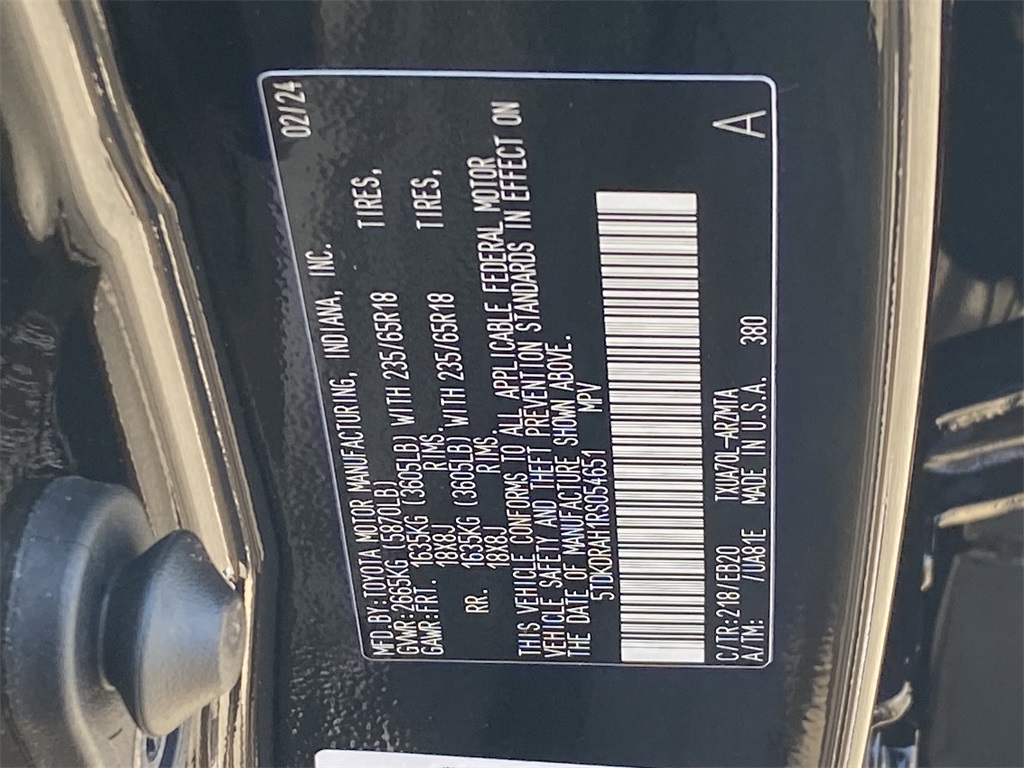 MFD.BY:TOYOTA MOTOR MANUFACTURING, INDIANA, INC. 02/24
GVWR:2665KG (5870LB)
GAWR:FRT. 1635KG (3605LB) WITH 235/65R18 TIRES,
18X8J RIMS.
RR. 1635KG (3605LB) WITH 235/65R18 TIRES,
18X8J RIMS.
THIS VEHICLE CONFORMS TO ALL APPLICABLE FEDERAL MOTOR
VEHICLE SAFETY AND THEFT PREVENTION STANDARDS IN EFFECT ON
THE DATE OF MANUFACTURE SHOWN ABOVE.
5TDKDRAH1RS054651 MPV
C/TR:218/EB20 TXUA70L-ARZMTA
A/TM: /UA81E MADE IN U.S.A. 380 A